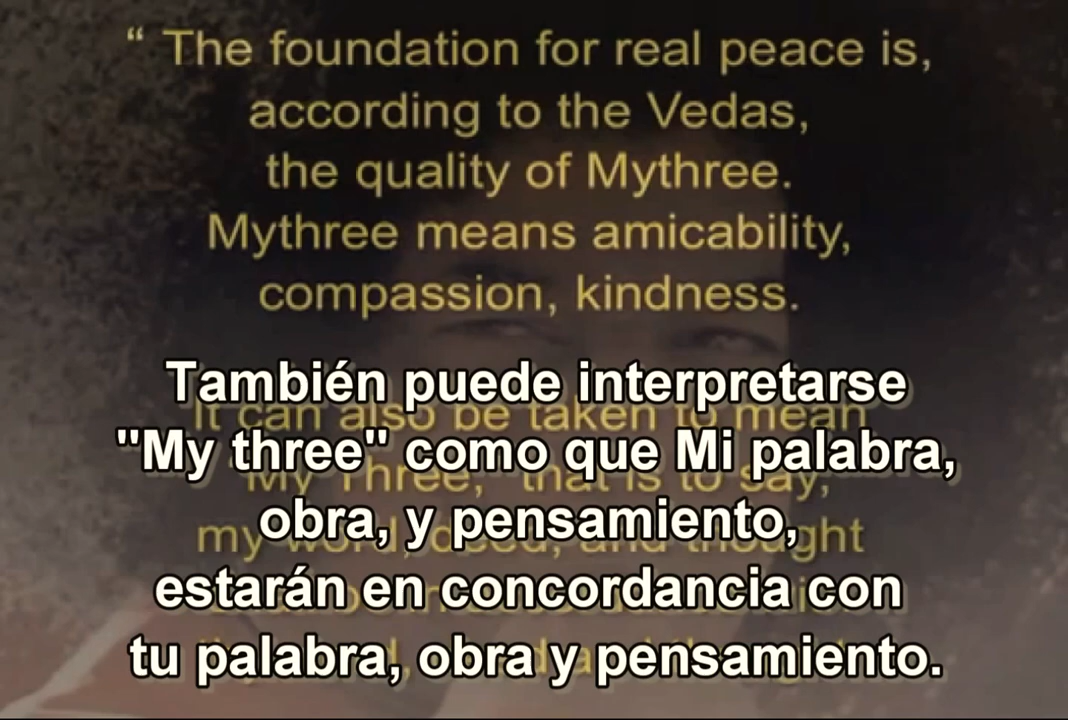 “ The foundation for real peace is,
according to the Vedas,
the quality of Mythree.
Mythree means amicability,
compassion, kindness.
También puede interpretarse
It can also be taken to mean
"My three" como que Mi palabra,
"My Three," that is to say,
obra, y pensamiento,
my word, deed, and thought
estarán en concordancia con
tu palabra, obra y pensamiento.